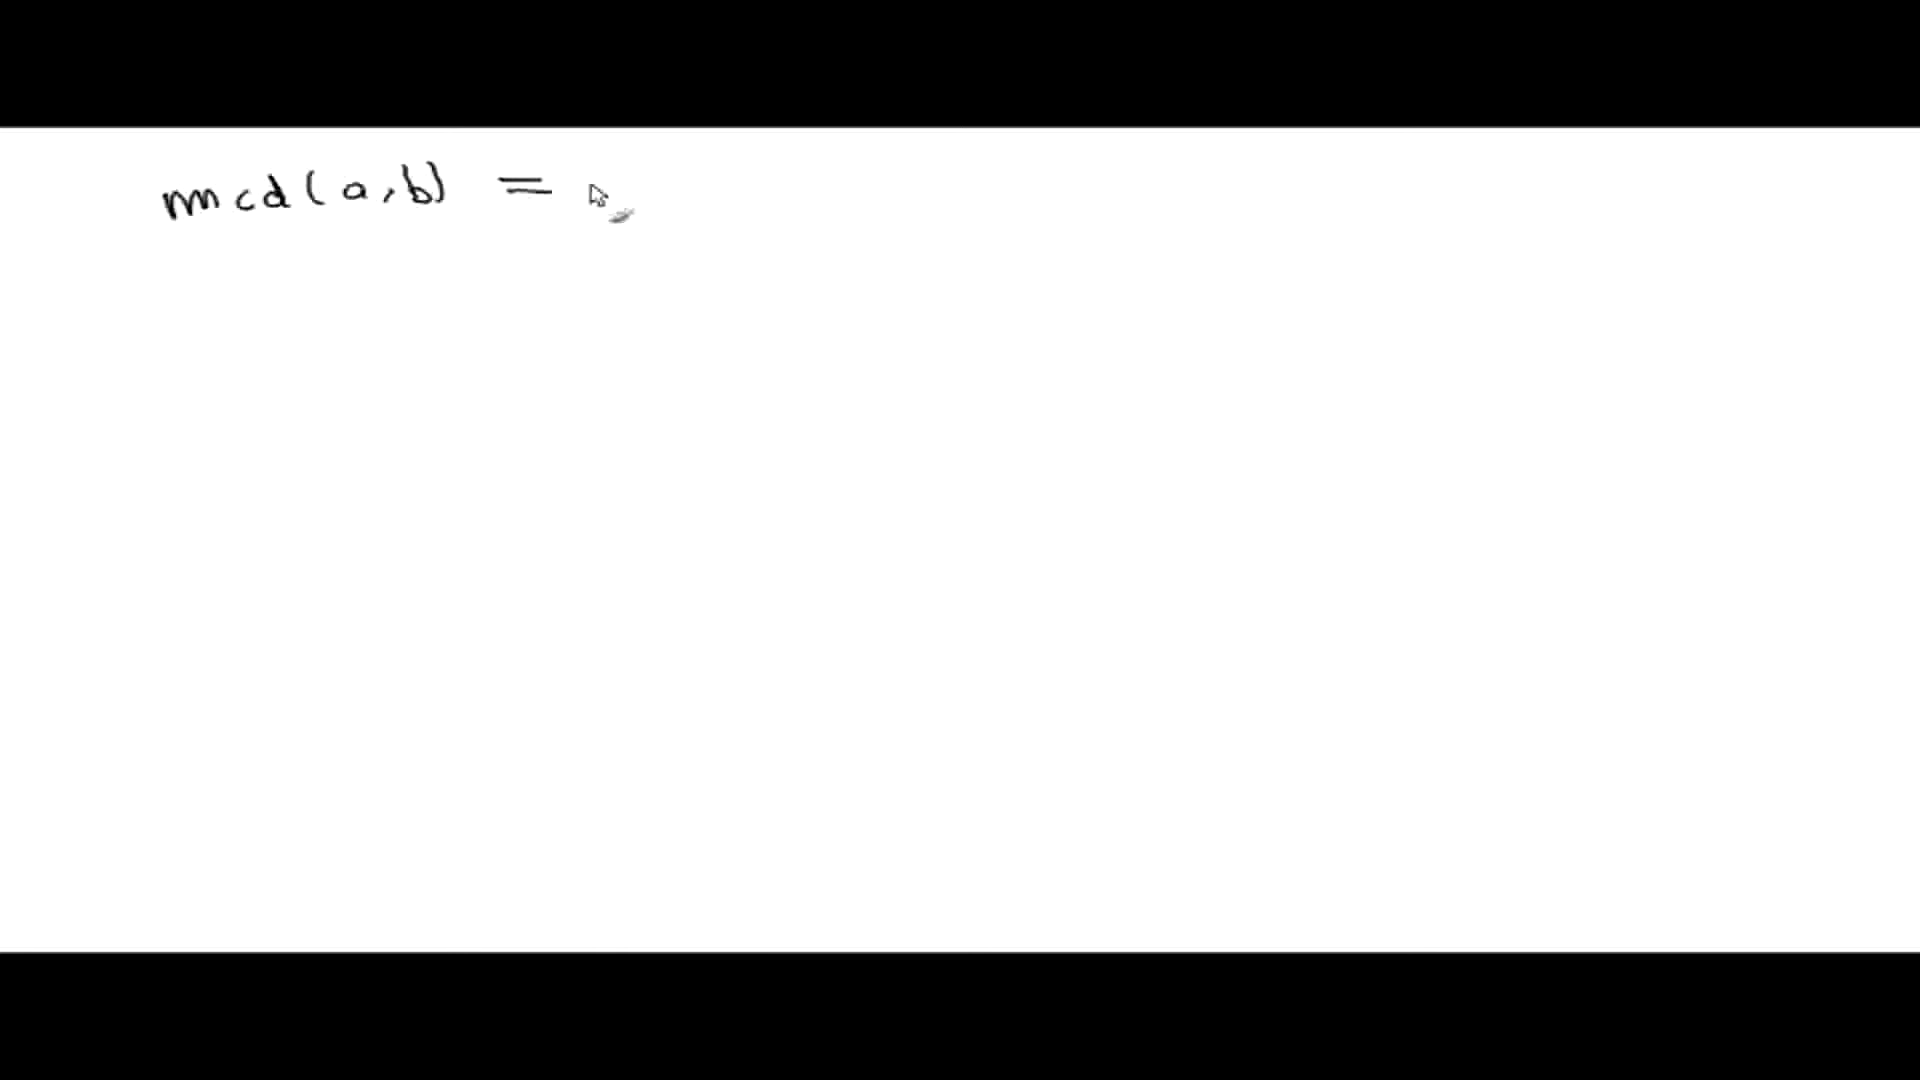 mcd(a,b) =